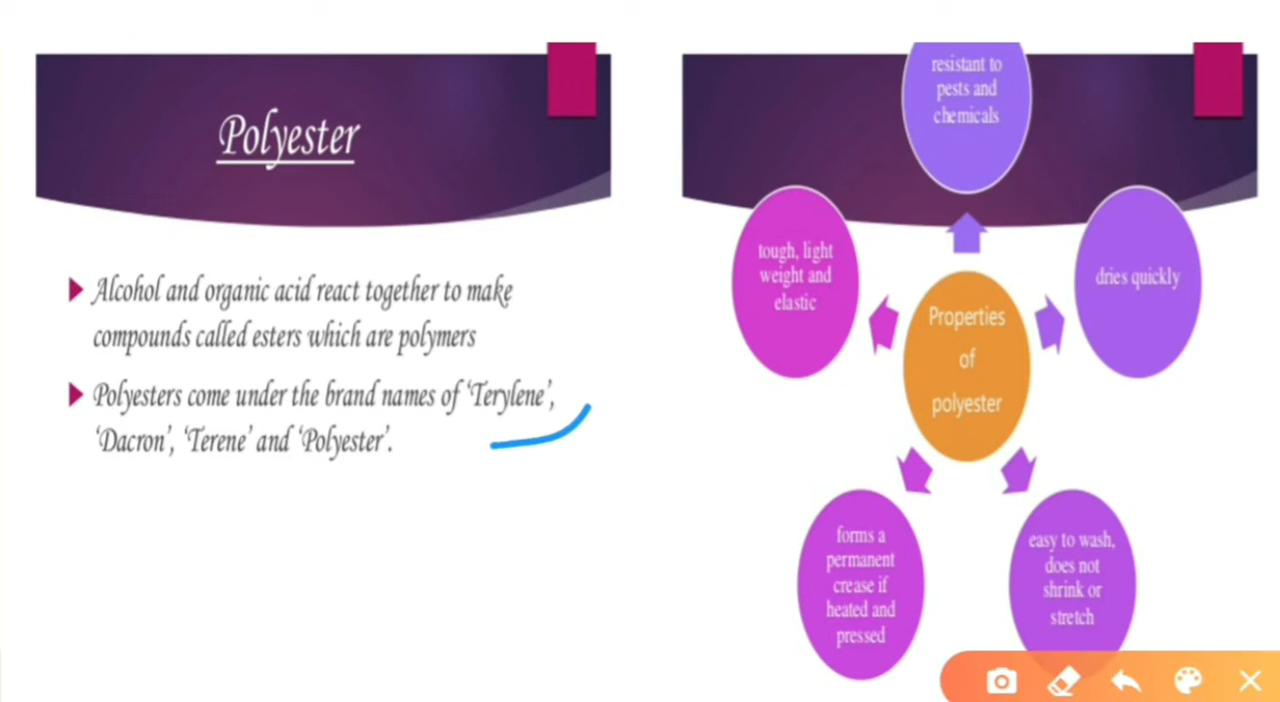 Polyester
Alcohol and organic acid react together to make
compounds called esters which are polymers
Polyesters come under the brand names of ‘Terylene’,
‘Dacron’, ‘Terene’ and ‘Polyester’.
resistant to
pests and
chemicals
tough, light
weight and
elastic
dries quickly
Properties
of
polyester
forms a
permanent
crease if
heated and
pressed
easy to wash,
does not
shrink or
stretch